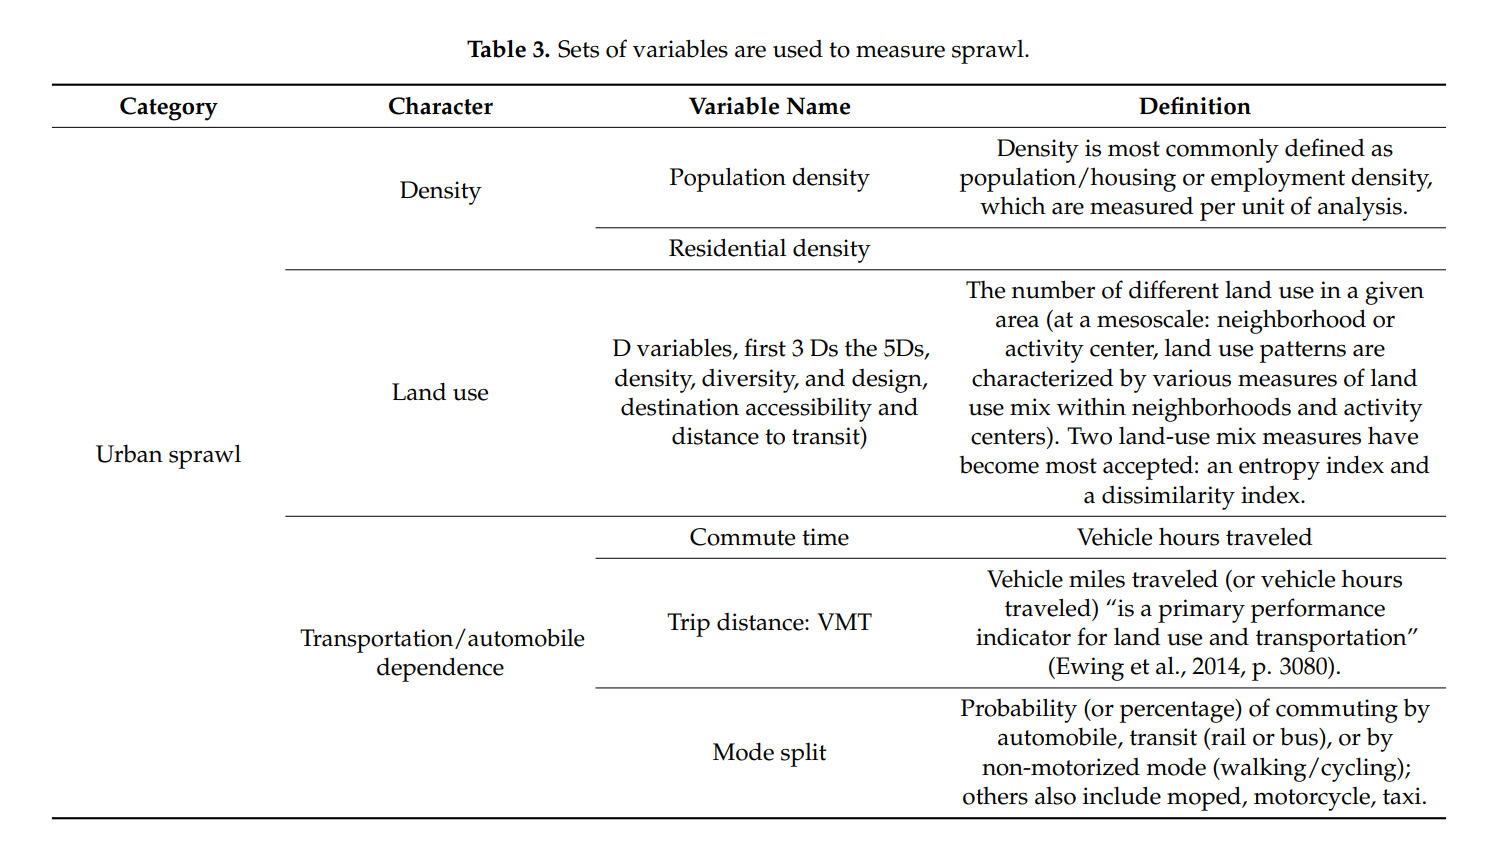 Table 3. Sets of variables are used to measure sprawl.
Category Character Variable Name Definition
Urban sprawl
Density
Population density
Density is most commonly defined as
population/housing or employment density,
which are measured per unit of analysis.
Residential density
Land use
D variables, first 3 Ds the 5Ds,
density, diversity, and design,
destination accessibility and
distance to transit)
The number of different land use in a given
area (at a mesoscale: neighborhood or
activity center, land use patterns are
characterized by various measures of land
use mix within neighborhoods and activity
centers). Two land-use mix measures have
become most accepted: an entropy index and
a dissimilarity index.
Transportation/automobile
dependence
Commute time
Vehicle hours traveled
Trip distance: VMT
Vehicle miles traveled (or vehicle hours
traveled) “is a primary performance
indicator for land use and transportation”
(Ewing et al., 2014, p. 3080).
Mode split
Probability (or percentage) of commuting by
automobile, transit (rail or bus), or by
non-motorized mode (walking/cycling);
others also include moped, motorcycle, taxi.